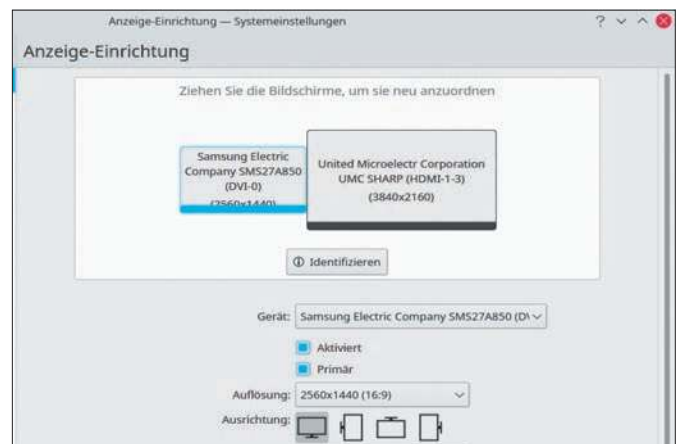 Anzeige-Einrichtung — Systemeinstellungen
Anzeige-Einrichtung
Ziehen Sie die Bildschirme, um sie neu anzuordnen
Samsung Electric
Company SMS27A850
(DVI-0)
(2560x1440)
United Microelectr Corporation
UMC SHARP (HDMI-1-3)
(3840x2160)
Identifizieren
Gerät: Samsung Electric Company SMS27A850 (D\
Aktiviert
Primär
Auflösung: 2560x1440 (16:9)
Ausrichtung: